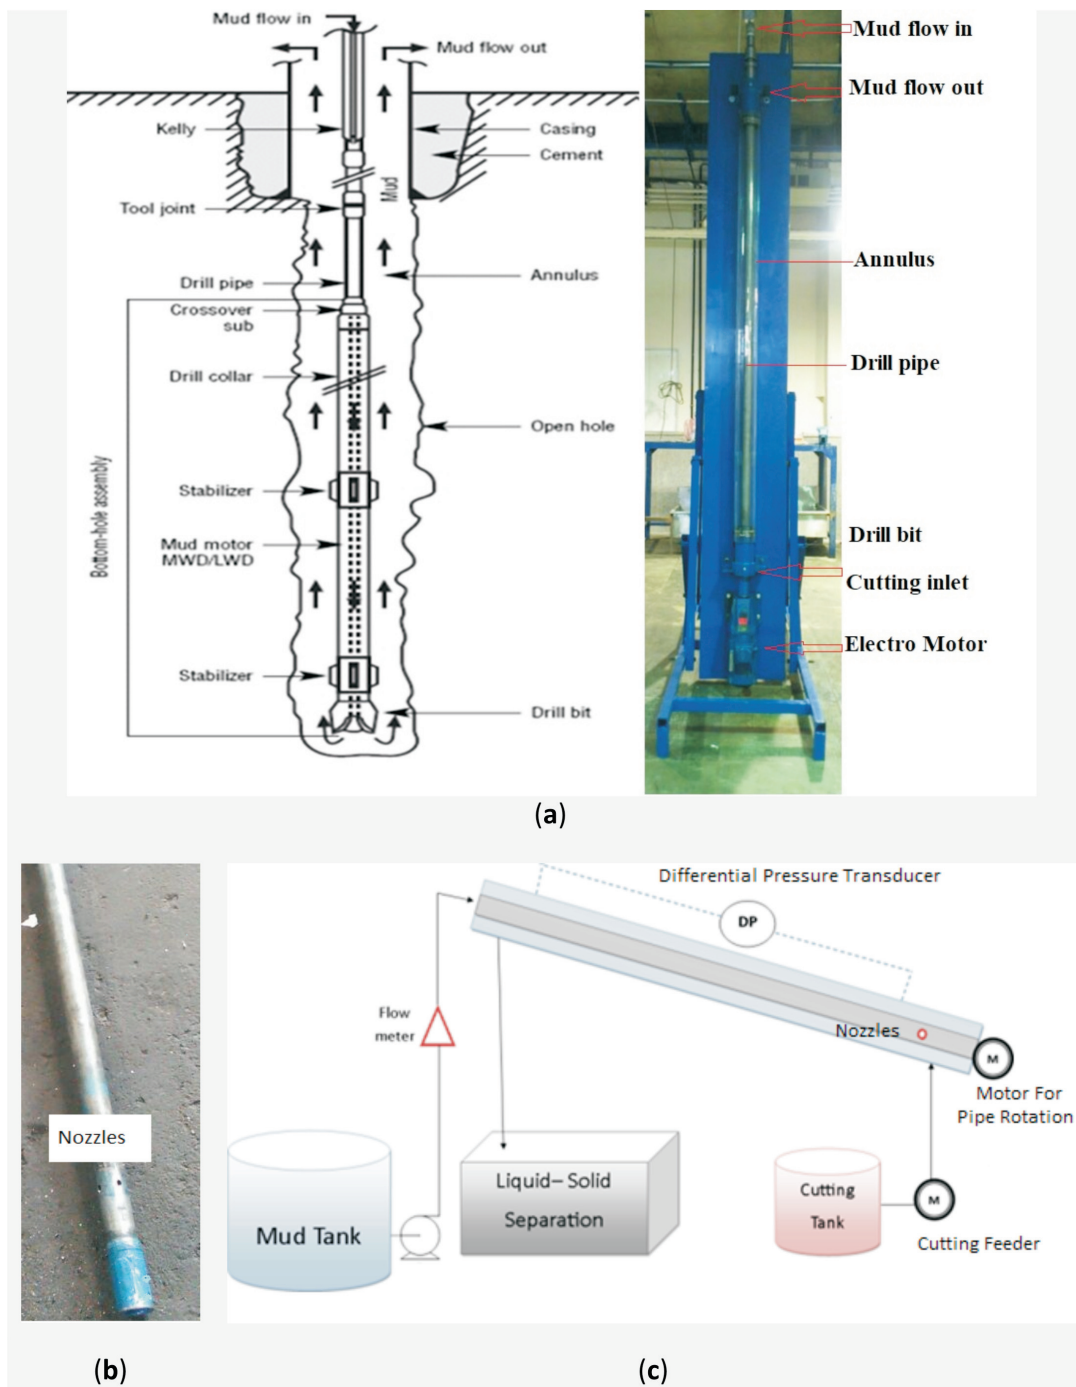 Mud flow in
Mud flow out
Kelly
Casing
Cement
Mud
Tool joint
Annulus
Drill pipe
Crossover
sub
Drill collar
Open hole
Bottom-hole assembly
Stabilizer
Mud motor
MWD/LWD
Stabilizer
Drill bit
Mud flow in
Mud flow out
Annulus
Drill pipe
Drill bit
Cutting inlet
Electro Motor
(a)
Nozzles
(b)
Differential Pressure Transducer
DP
Flow
meter
Nozzles
M
Motor For
Pipe Rotation
Mud Tank
Liquid– Solid
Separation
Cutting
Tank
M
Cutting Feeder
(c)